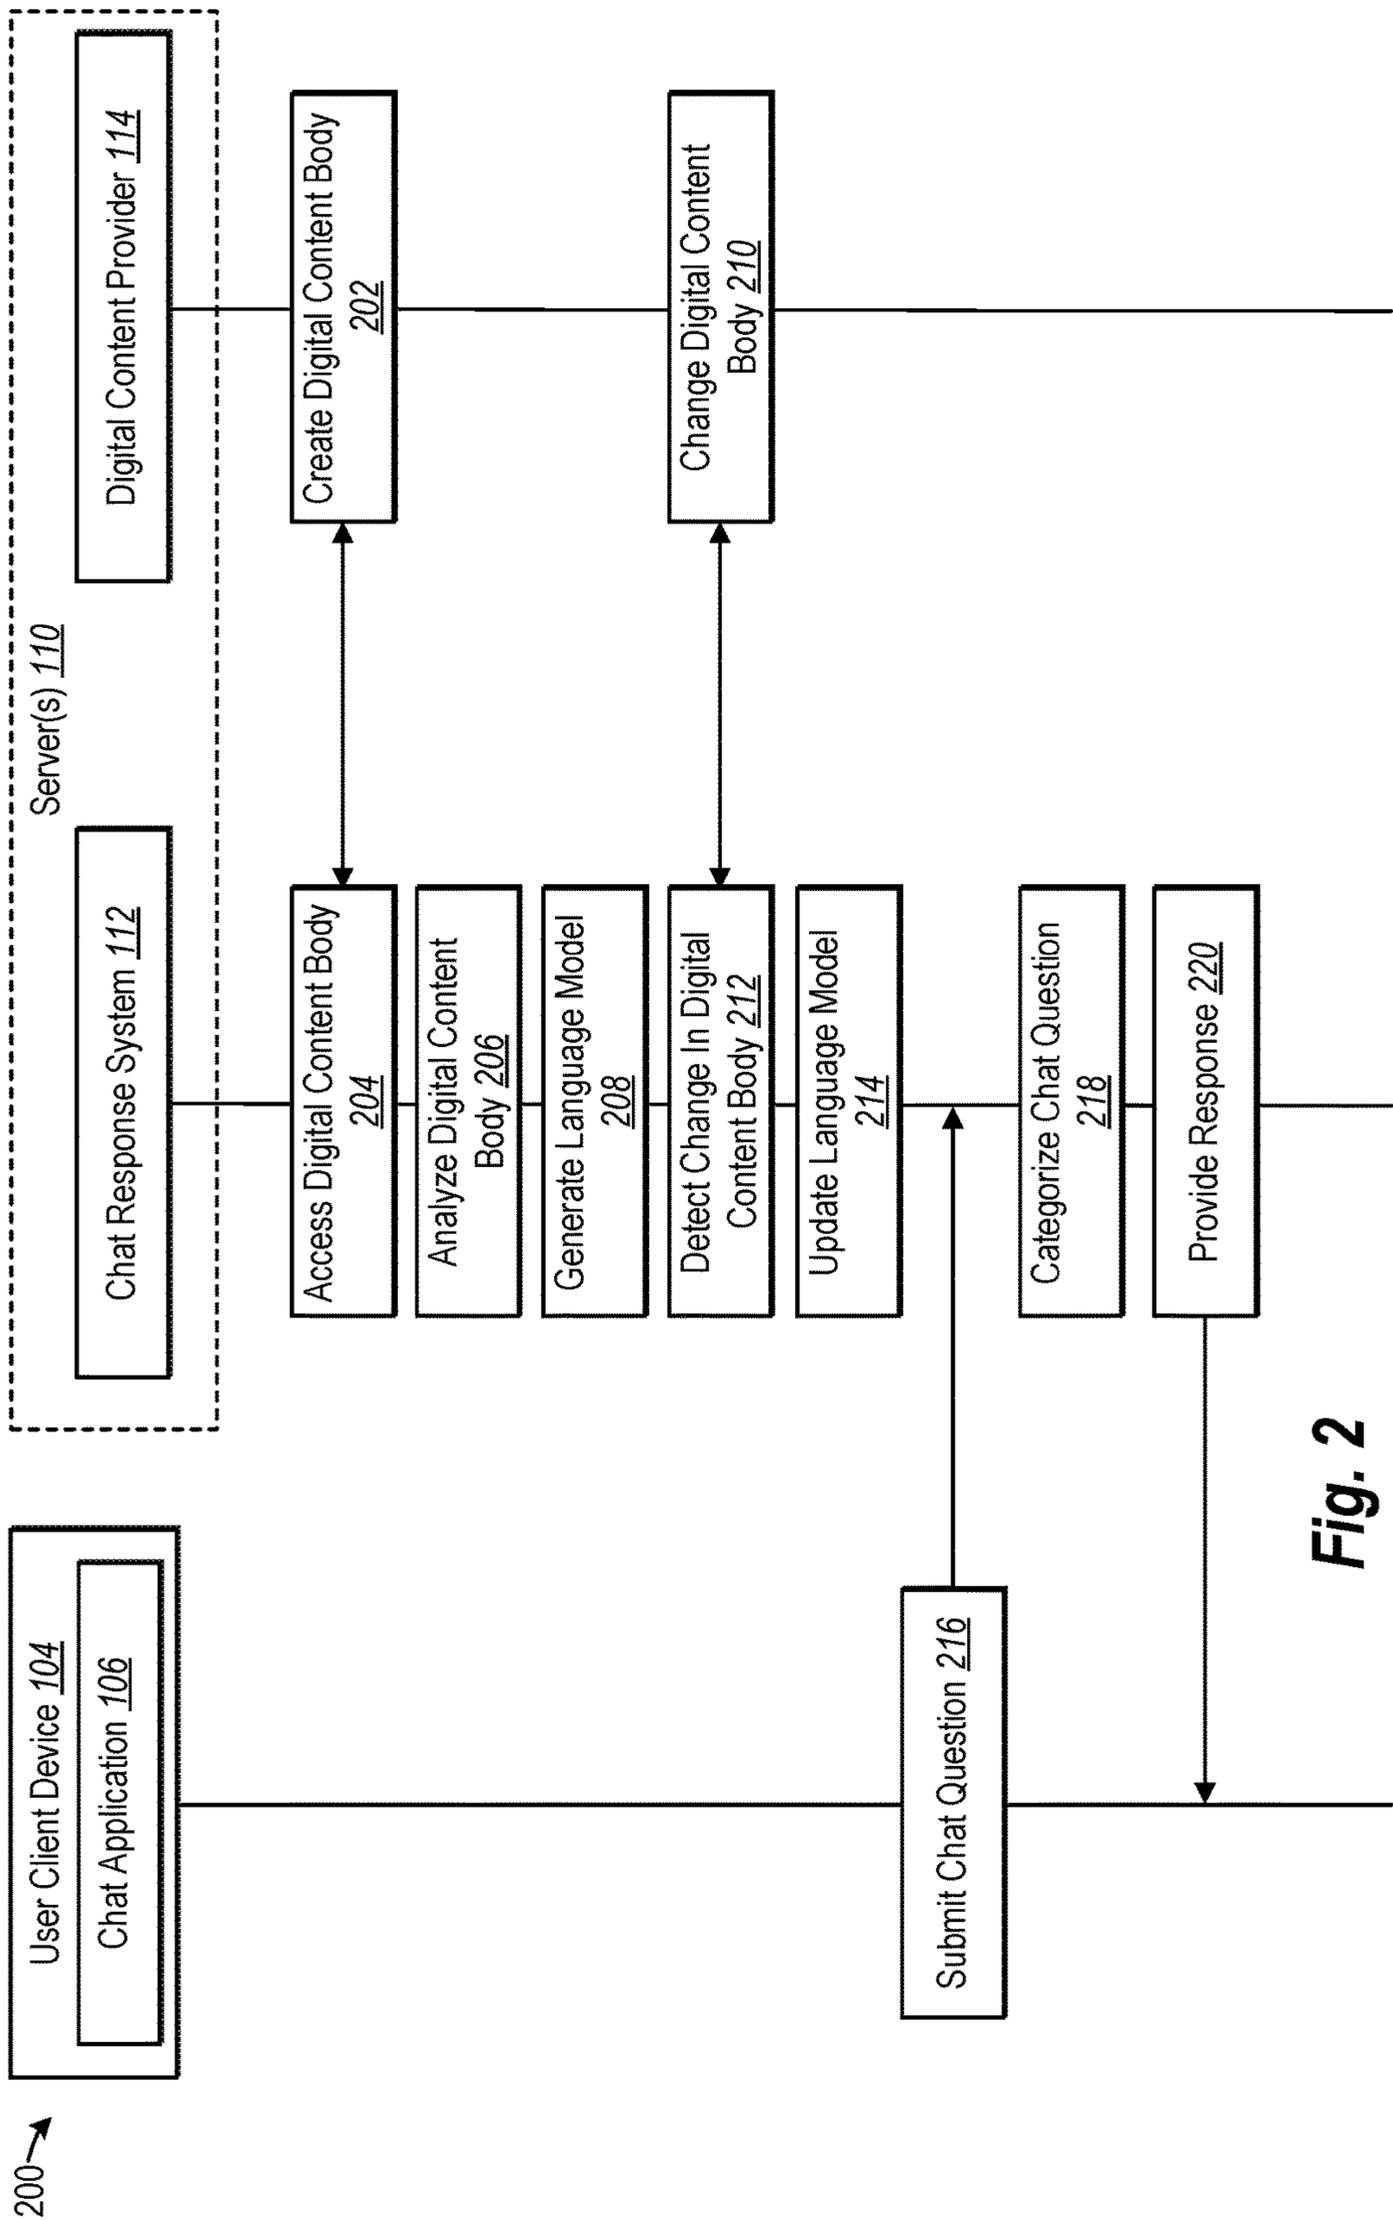 200
User Client Device 104
Chat Application 106
Server(s) 110
Chat Response System 112
Digital Content Provider 114
Access Digital Content Body
204
Create Digital Content Body
202
Analyze Digital Content
Body 206
Generate Language Model
208
Detect Change In Digital
Content Body 212
Change Digital Content
Body 210
Update Language Model
214
Submit Chat Question 216
Categorize Chat Question
218
Provide Response 220
Fig. 2